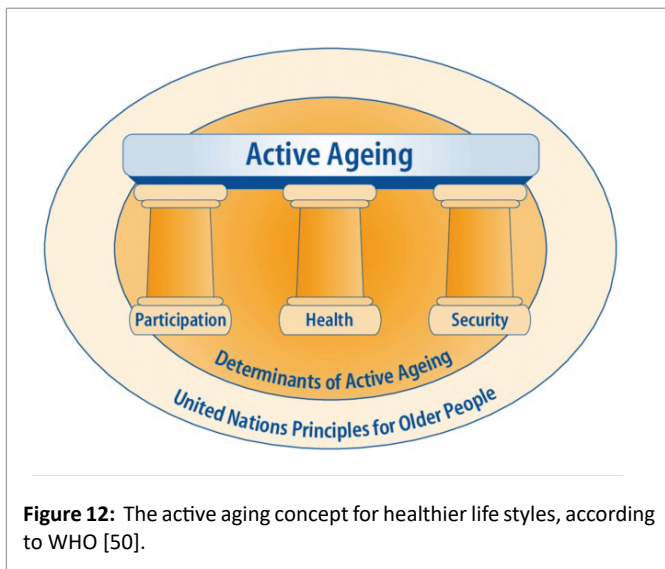 Active Ageing
Participation
Health
Security
Determinants of Active Ageing
United Nations Principles for Older People
Figure 12: The active aging concept for healthier life styles, according
to WHO [50].